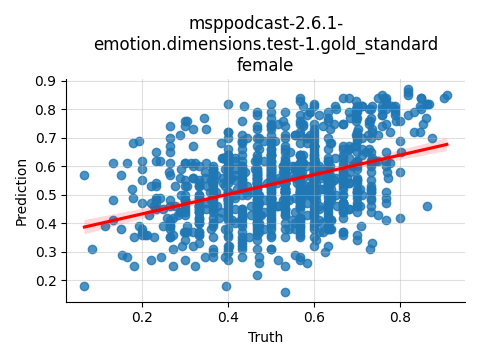 msppodcast-2.6.1-
emotion.dimensions.test-1.gold_standard
female
0.9
0.8
0.7
0.6
0.5
0.4
0.3
0.2
Prediction
0.2 0.4 0.6 0.8
Truth